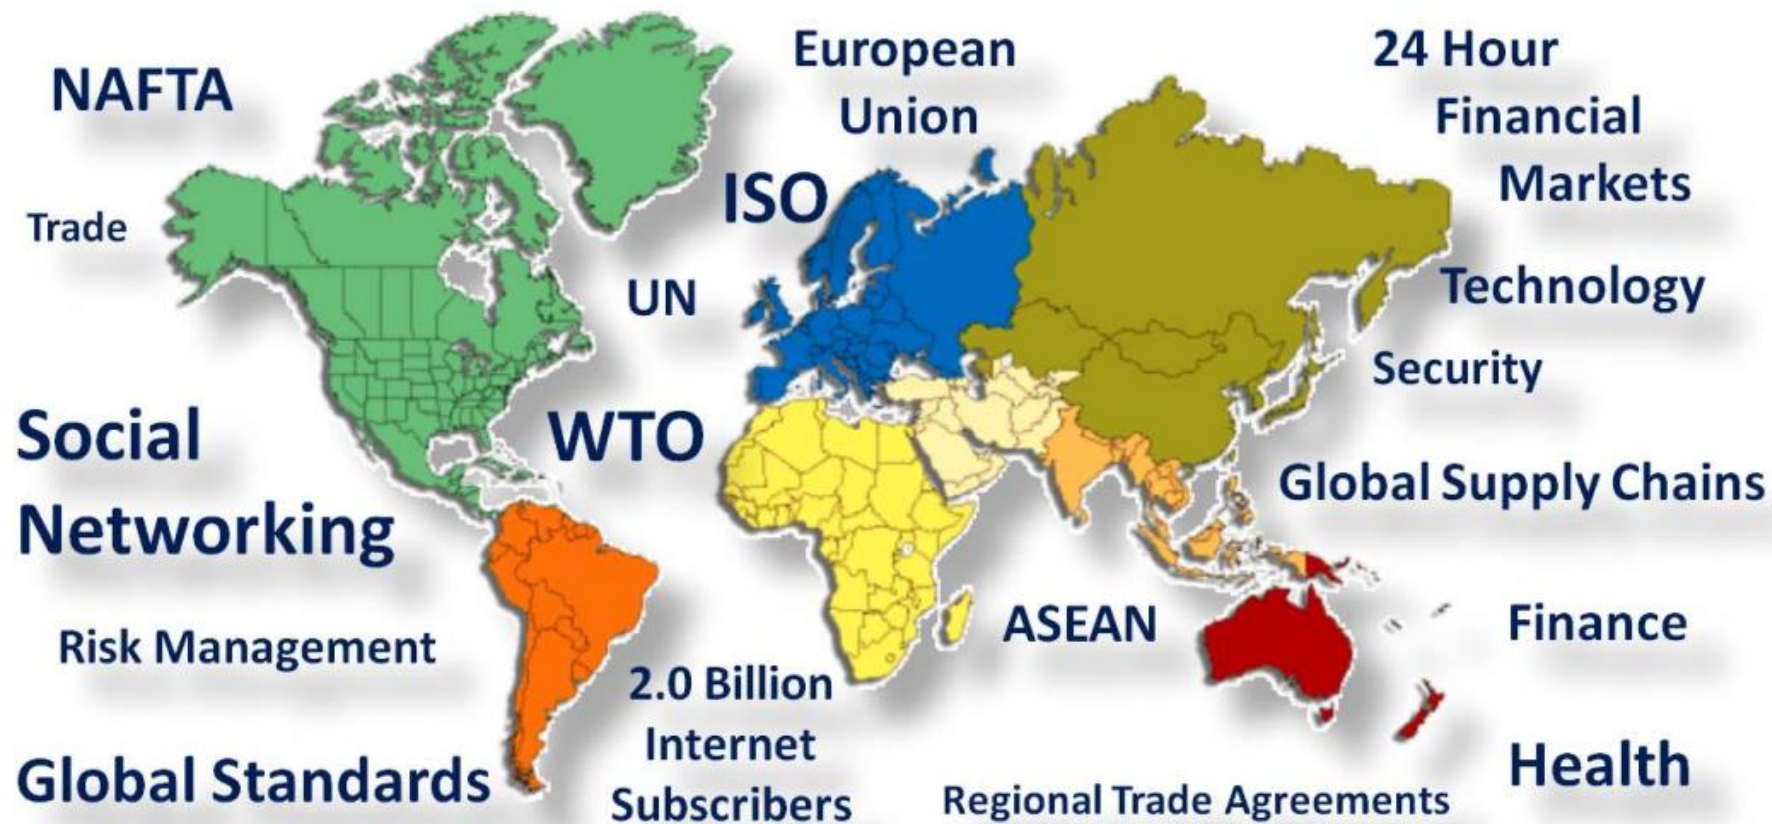 NAFTA
European
Union
24 Hour
Financial
Markets
ISO
Trade
UN
Technology
Security
Social
Networking
WTO
Global Supply Chains
Risk Management
ASEAN
Finance
2.0 Billion
Internet
Subscribers
Global Standards
Regional Trade Agreements
Health